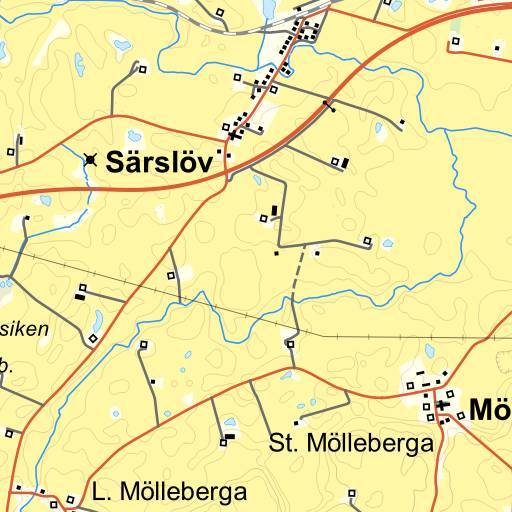 Särslöv
siken
b.
Mö
St. Mölleberga
L. Mölleberga